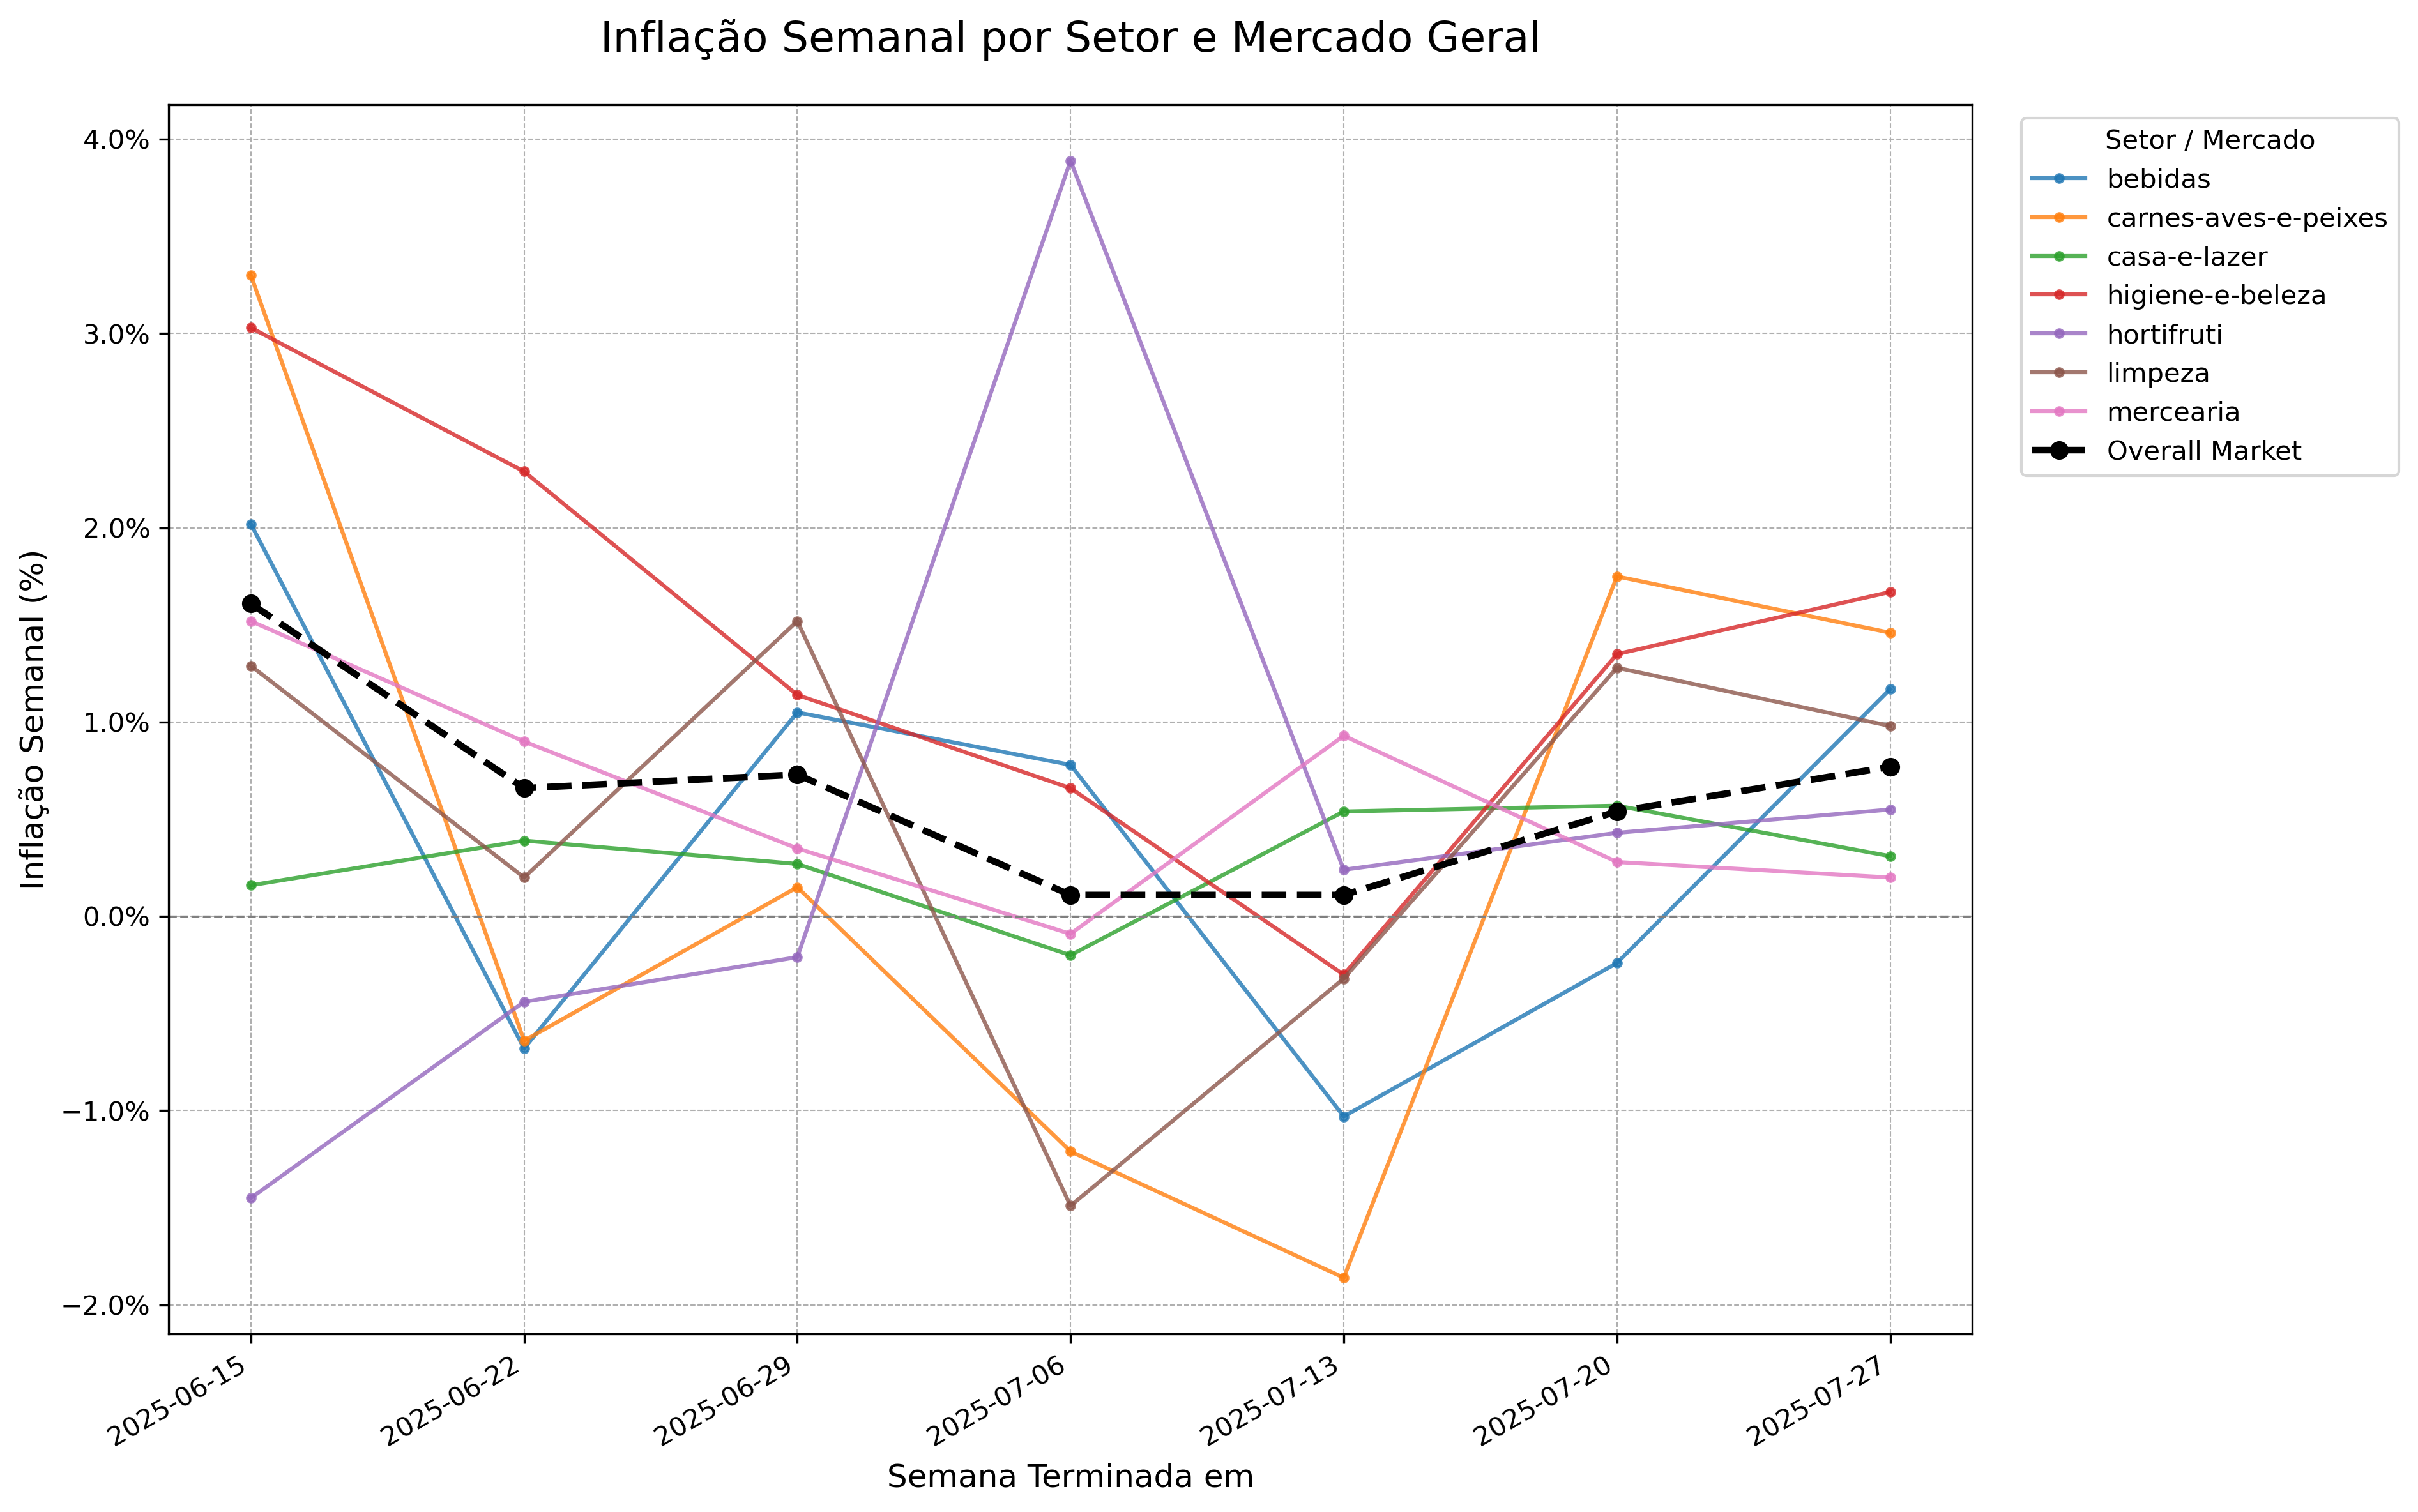 Inflação Semanal por Setor e Mercado Geral
Inflação Semanal (%)
4.0%
3.0%
2.0%
1.0%
0.0%
−1.0%
−2.0%
2025-06-15
2025-06-22
2025-06-29
2025-07-06
2025-07-13
2025-07-20
2025-07-27
Semana Terminada em
Setor / Mercado
bebidas
carnes-aves-e-peixes
casa-e-lazer
higiene-e-beleza
hortifruti
limpeza
mercearia
Overall Market